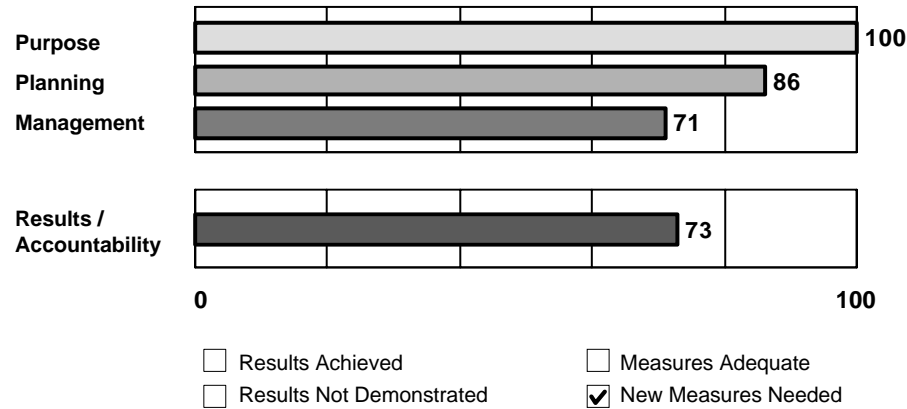 Purpose 100
Planning 86
Management 71
Results /
Accountability 73
0 100
Results Achieved Measures Adequate
Results Not Demonstrated New Measures Needed